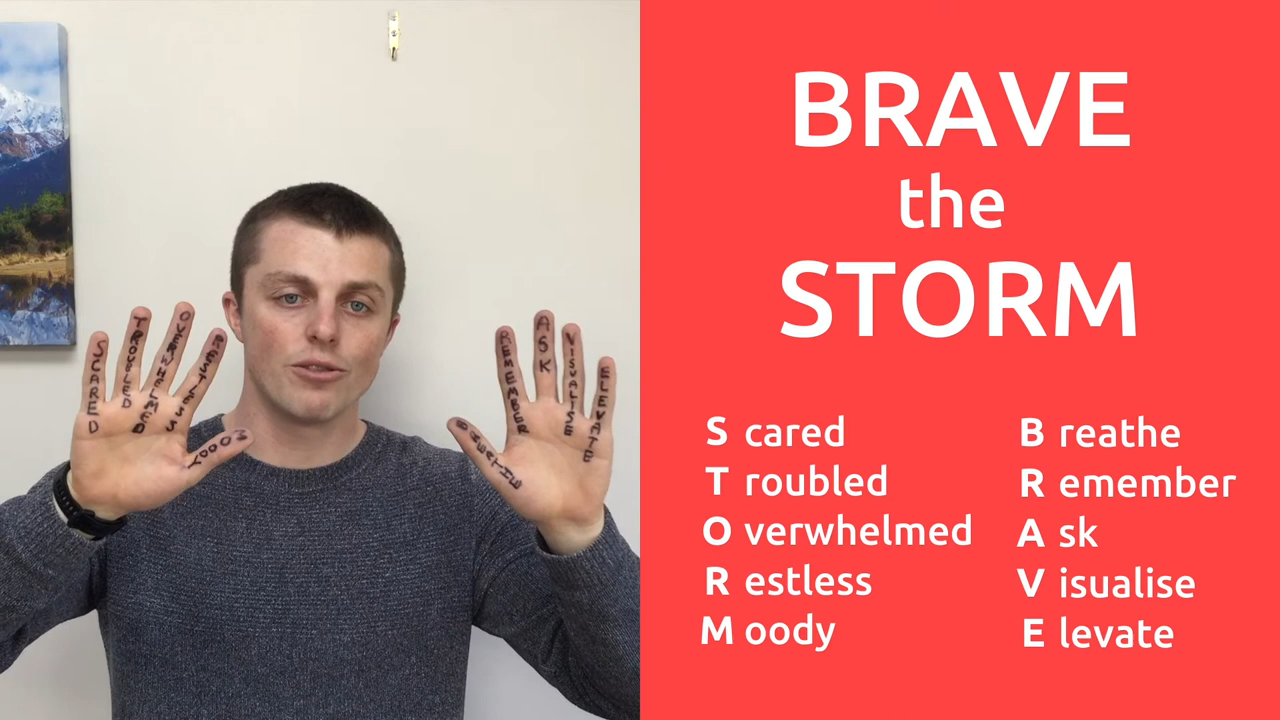 SCARED
TROUBLED
OVERWHELMED
RESTLESS
MOODY
BREATHE
REMEMBER
ASK
VISUALISE
ELEVATE
BRAVE
the
STORM
S cared
T roubled
O verwhelmed
R estless
M oody
B reathe
R emember
A sk
V isualise
E levate